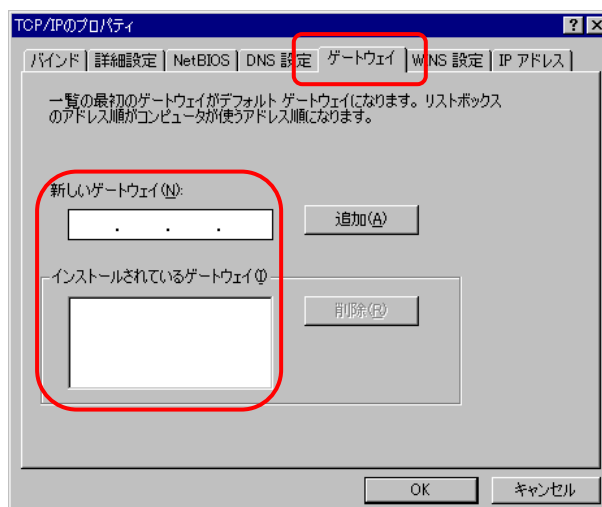 TCP/IPのプロパティ
バインド 詳細設定 NetBIOS DNS 設定 ゲートウェイ WINS 設定 IP アドレス
一覧の最初のゲートウェイがデフォルト ゲートウェイになります。リストボックス
のアドレス順がコンピュータが使うアドレス順になります。
新しいゲートウェイ(N):
. . .
追加(A)
インストールされているゲートウェイ(I)
削除(R)
OK キャンセル